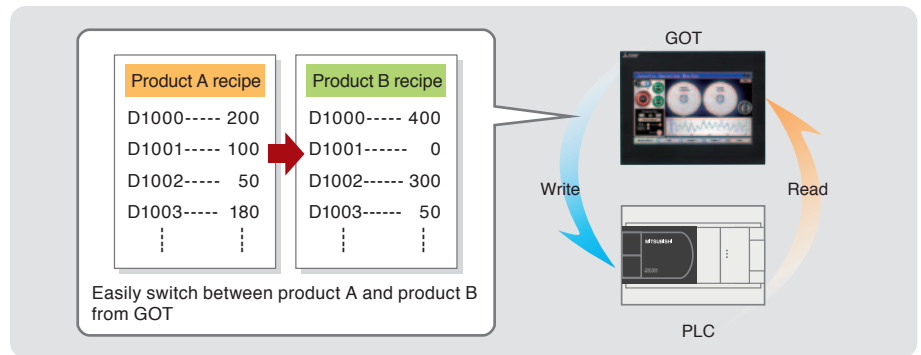 Product A recipe
D1000----- 200
D1001----- 100
D1002----- 50
D1003----- 180
Product B recipe
D1000----- 400
D1001------ 0
D1002------ 300
D1003------ 50
Easily switch between product A and product B
from GOT
GOT
Write
Read
MITSUBISHI
PLC